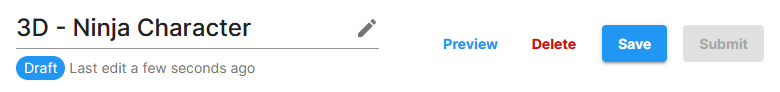 3D - Ninja Character
Preview
Delete
Save
Submit
Draft
Last edit a few seconds ago